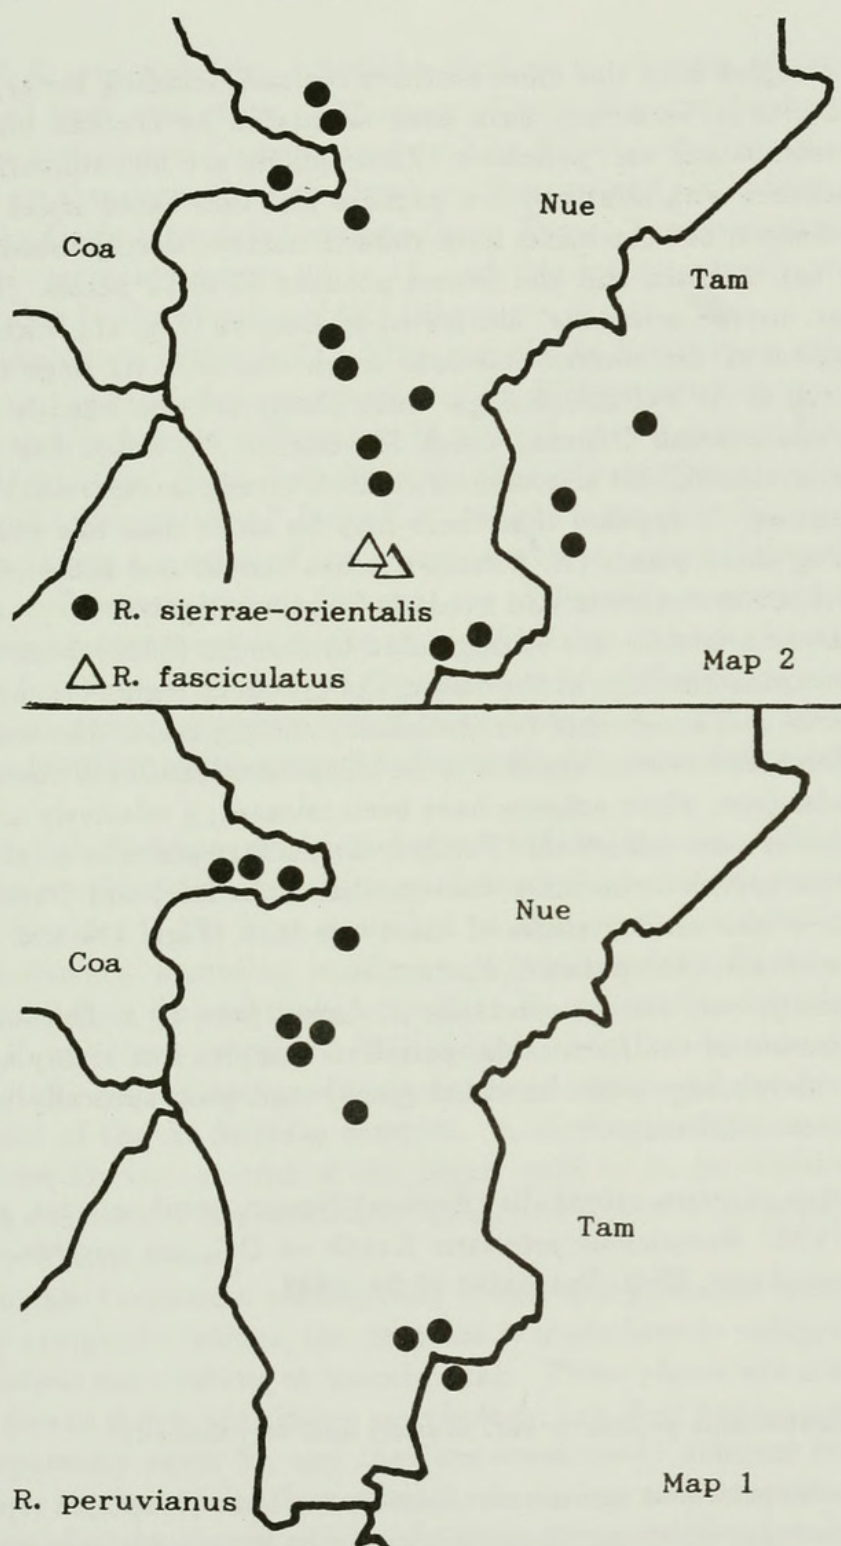 Nue
Coa
Tam
R. sierrae-orientalis
Map 2
R. fasciculatus
Nue
Coa
Tam
Map 1
R. peruvianus